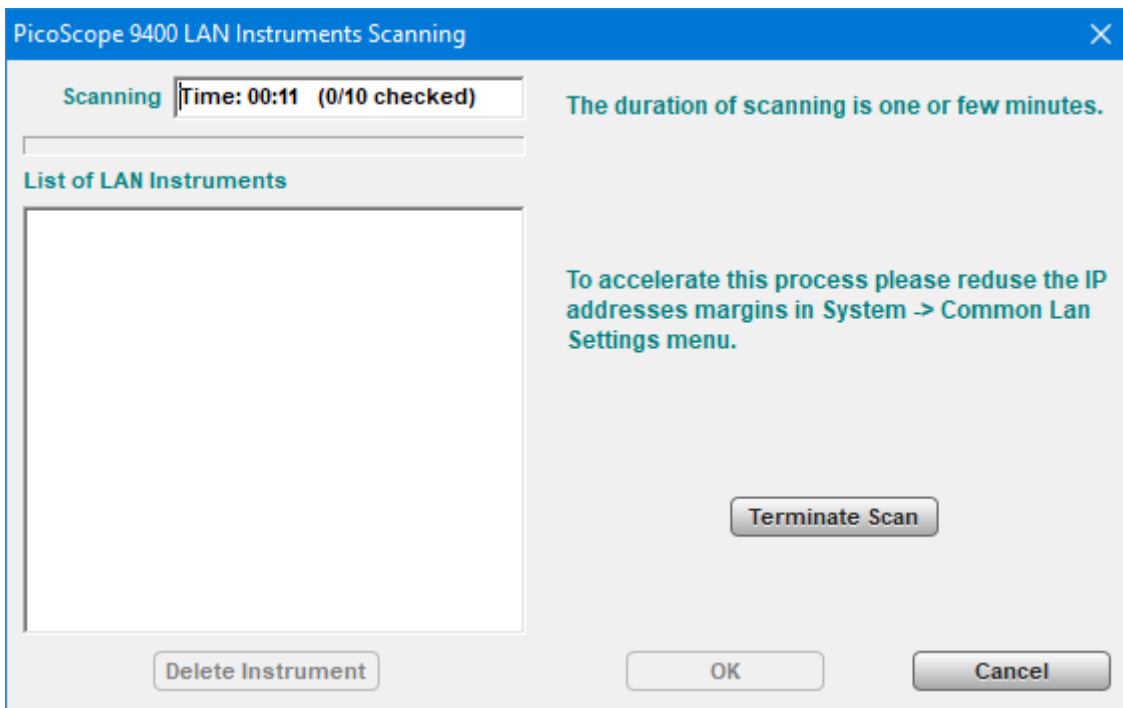 PicoScope 9400 LAN Instruments Scanning
Scanning Time: 00:11 (0/10 checked)
The duration of scanning is one or few minutes.
List of LAN Instruments
To accelerate this process please reduse the IP
addresses margins in System -> Common Lan
Settings menu.
Terminate Scan
Delete Instrument
OK
Cancel